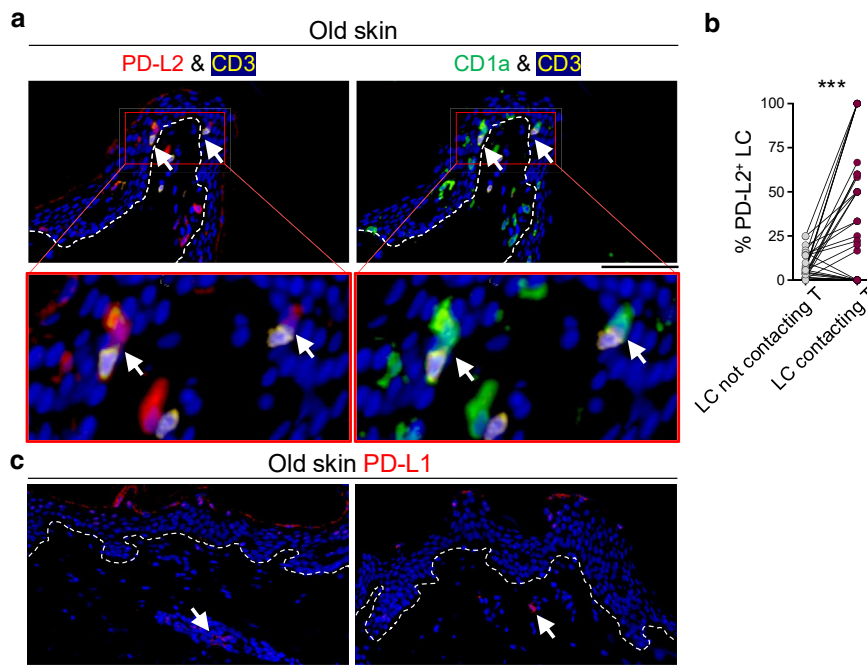 a
Old skin
PD-L2 & CD3
CD1a & CD3
b
***
100
75
50
25
0
% PD-L2⁺ LC
LC not contacting T
LC contacting T
c
Old skin PD-L1